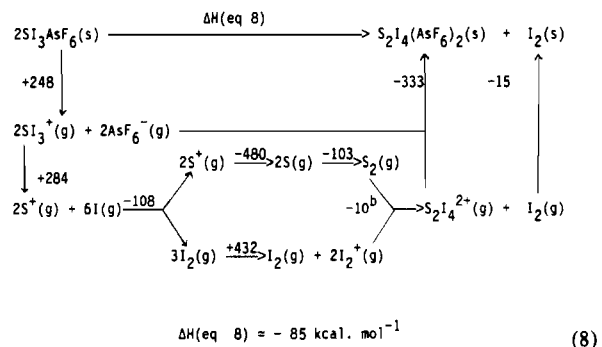 ΔH(eq 8)
2SI₃AsF₆(s) → S₂I₄(AsF₆)₂(s) + I₂(s)
+248 -333 -15
2SI₃⁺(g) + 2AsF₆⁻(g)
2S⁺(g) -480 → 2S(g) -103 → S₂(g)
+284
2S⁺(g) + 6I(g) -108 -10ᵇ → S₂I₄²⁺(g) + I₂(g)
3I₂(g) +432 → I₂(g) + 2I₂⁺(g)
ΔH(eq 8) = - 85 kcal. mol⁻¹ (8)